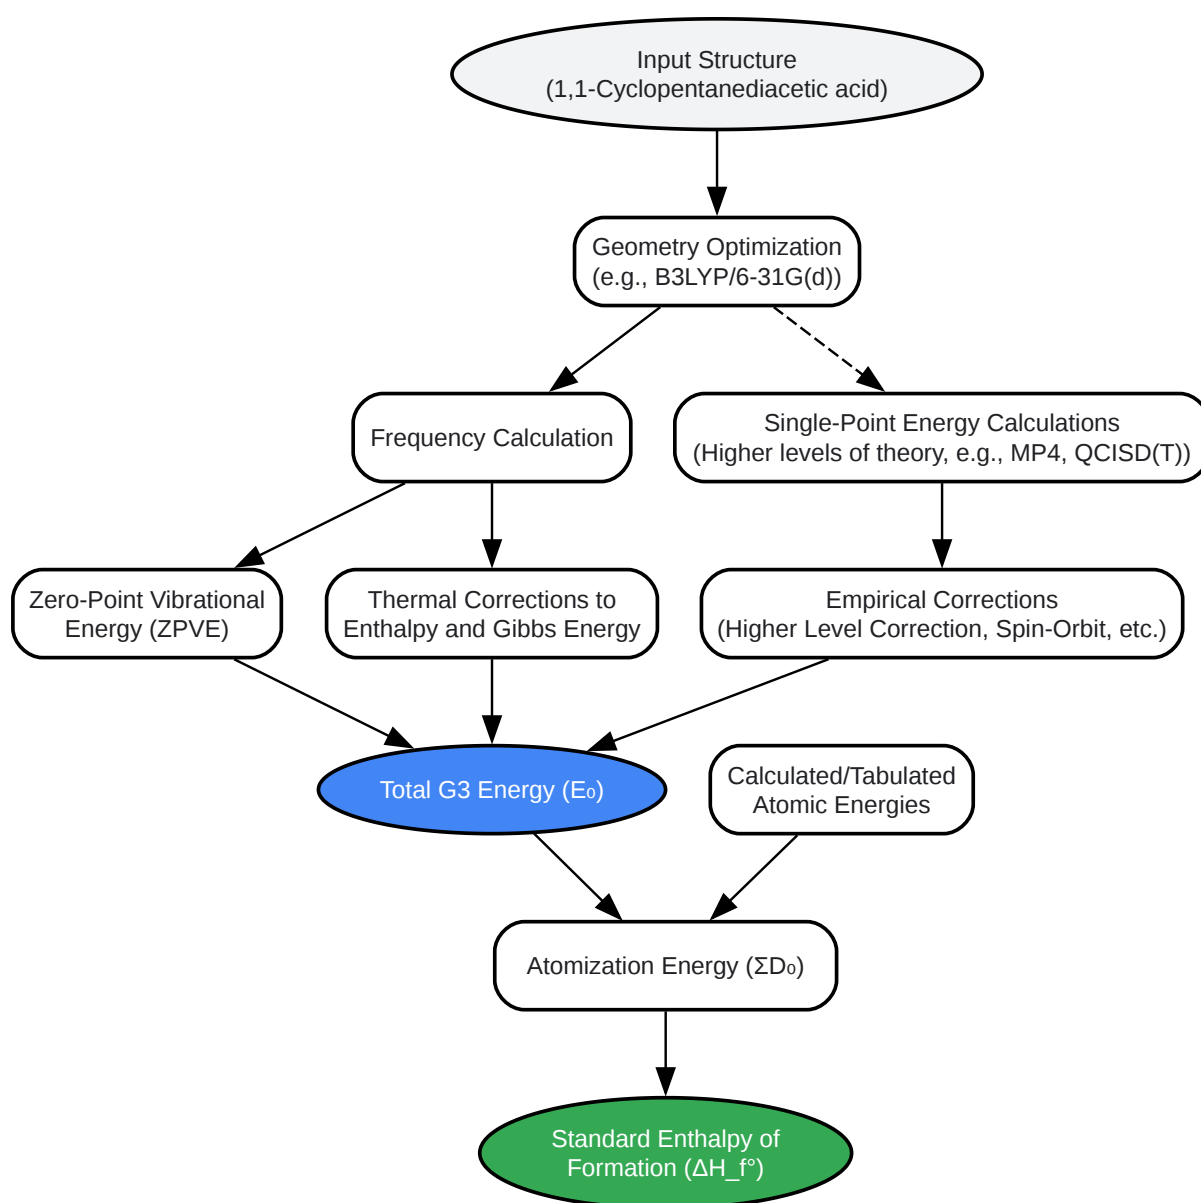 Input Structure
(1,1-Cyclopentanediacetic acid)
Geometry Optimization
(e.g., B3LYP/6-31G(d))
Frequency Calculation
Single-Point Energy Calculations
(Higher levels of theory, e.g., MP4, QCISD(T))
Zero-Point Vibrational
Energy (ZPVE)
Thermal Corrections to
Enthalpy and Gibbs Energy
Empirical Corrections
(Higher Level Correction, Spin-Orbit, etc.)
Total G3 Energy (E₀)
Calculated/Tabulated
Atomic Energies
Atomization Energy (ΣD₀)
Standard Enthalpy of
Formation (ΔH_f°)